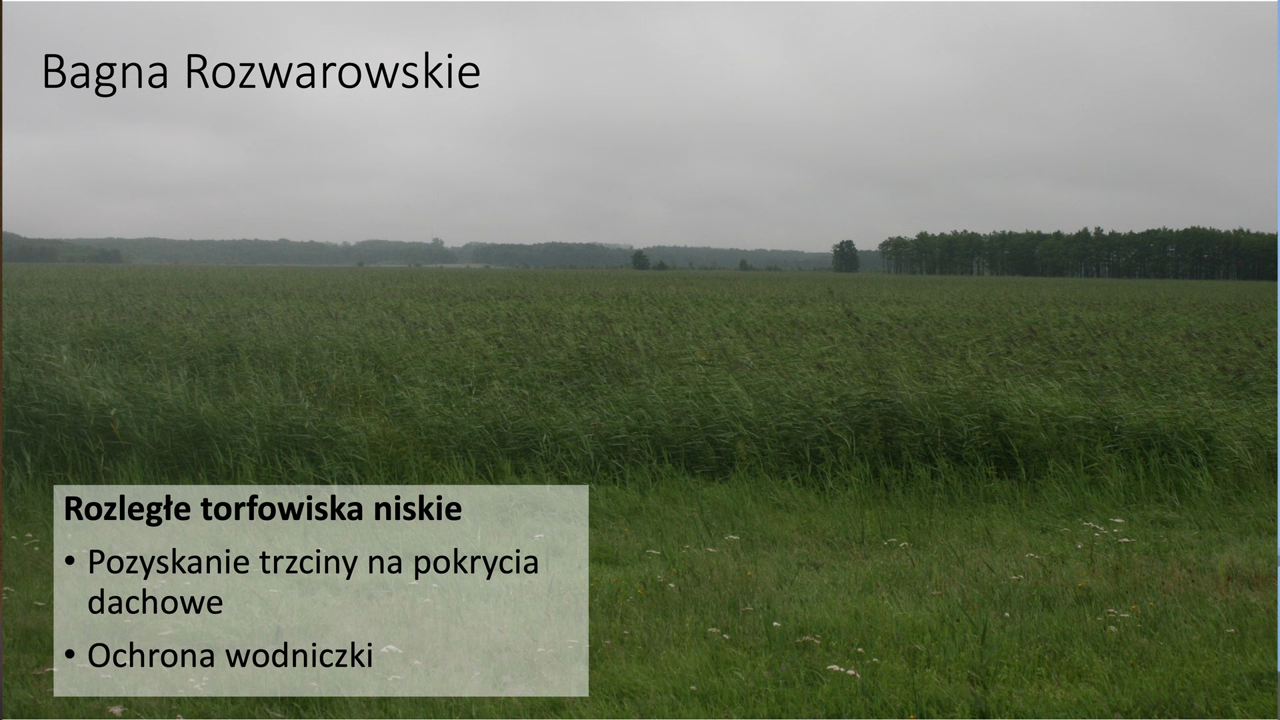 Bagna Rozwarowskie
Rozległe torfowiska niskie
• Pozyskanie trzciny na pokrycia
dachowe
• Ochrona wodniczki